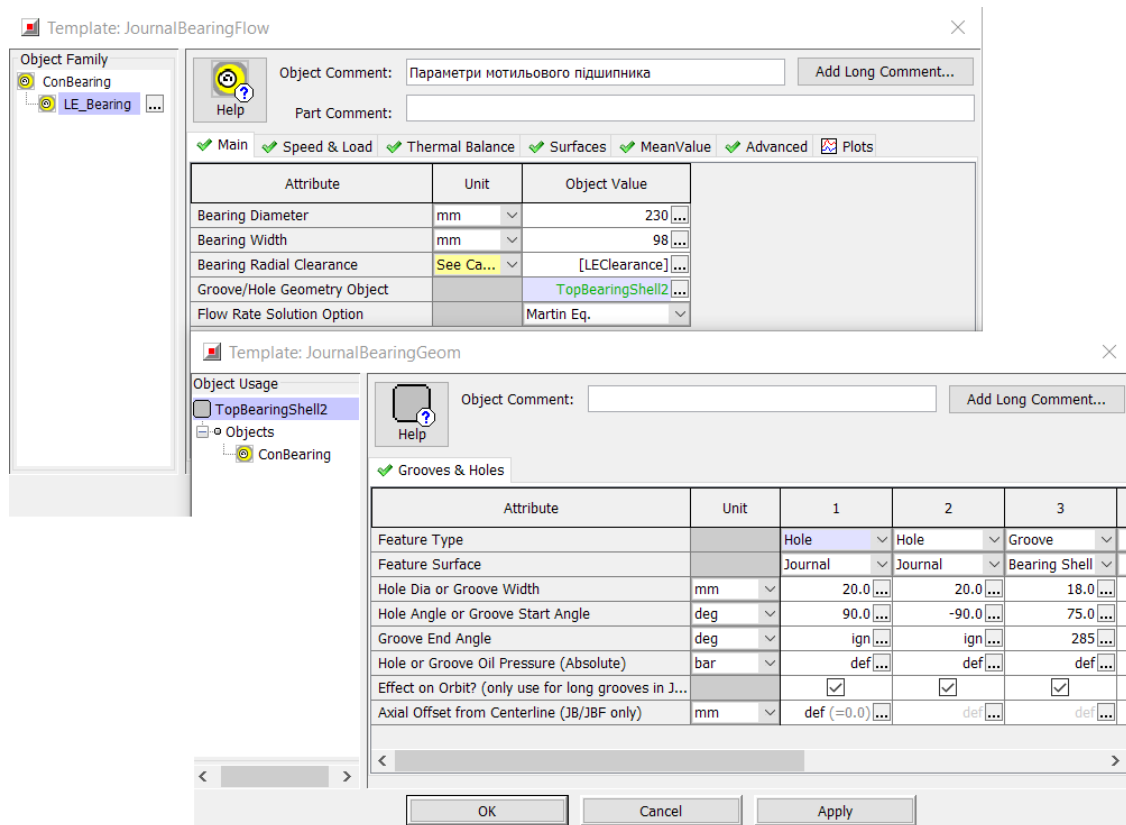 Template: JournalBearingFlow
Object Family
ConBearing
LE_Bearing ...
Help
Object Comment: Параметри мотильового підшипника Add Long Comment...
Part Comment:
Main Speed & Load Thermal Balance Surfaces MeanValue Advanced Plots
Attribute Unit Object Value
Bearing Diameter mm 230 ...
Bearing Width mm 98 ...
Bearing Radial Clearance See Ca... [LEClearance] ...
Groove/Hole Geometry Object TopBearingShell2 ...
Flow Rate Solution Option Martin Eq.
Template: JournalBearingGeom
Object Usage
TopBearingShell2
Objects
ConBearing
Help
Object Comment: Add Long Comment...
Grooves & Holes
Attribute Unit 1 2 3
Feature Type Hole Hole Groove
Feature Surface Journal Journal Bearing Shell
Hole Dia or Groove Width mm 20.0 ... 20.0 ... 18.0 ...
Hole Angle or Groove Start Angle deg 90.0 ... -90.0 ... 75.0 ...
Groove End Angle deg ign ... ign ... 285 ...
Hole or Groove Oil Pressure (Absolute) bar def ... def ... def ...
Effect on Orbit? (only use for long grooves in J...
Axial Offset from Centerline (JB/JBF only) mm def (=0.0) ... def ... def ...
OK Cancel Apply